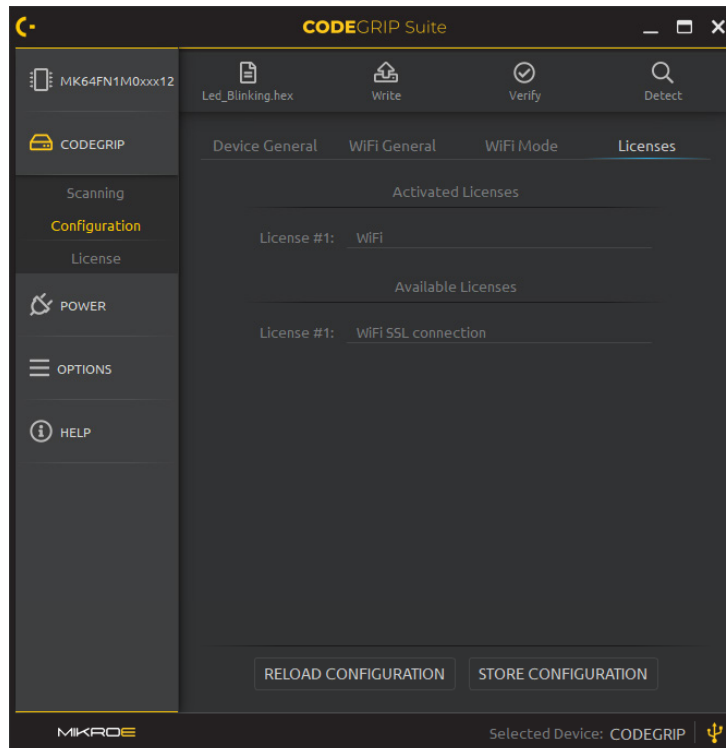 CODEGRIP Suite
MK64FN1M0xxx12
Led_Blinking.hex
Write
Verify
Detect
CODEGRIP
Scanning
Configuration
License
POWER
OPTIONS
HELP
Device General
WiFi General
WiFi Mode
Licenses
Activated Licenses
License #1: WiFi
Available Licenses
License #1: WiFi SSL connection
RELOAD CONFIGURATION
STORE CONFIGURATION
MIKROE
Selected Device: CODEGRIP